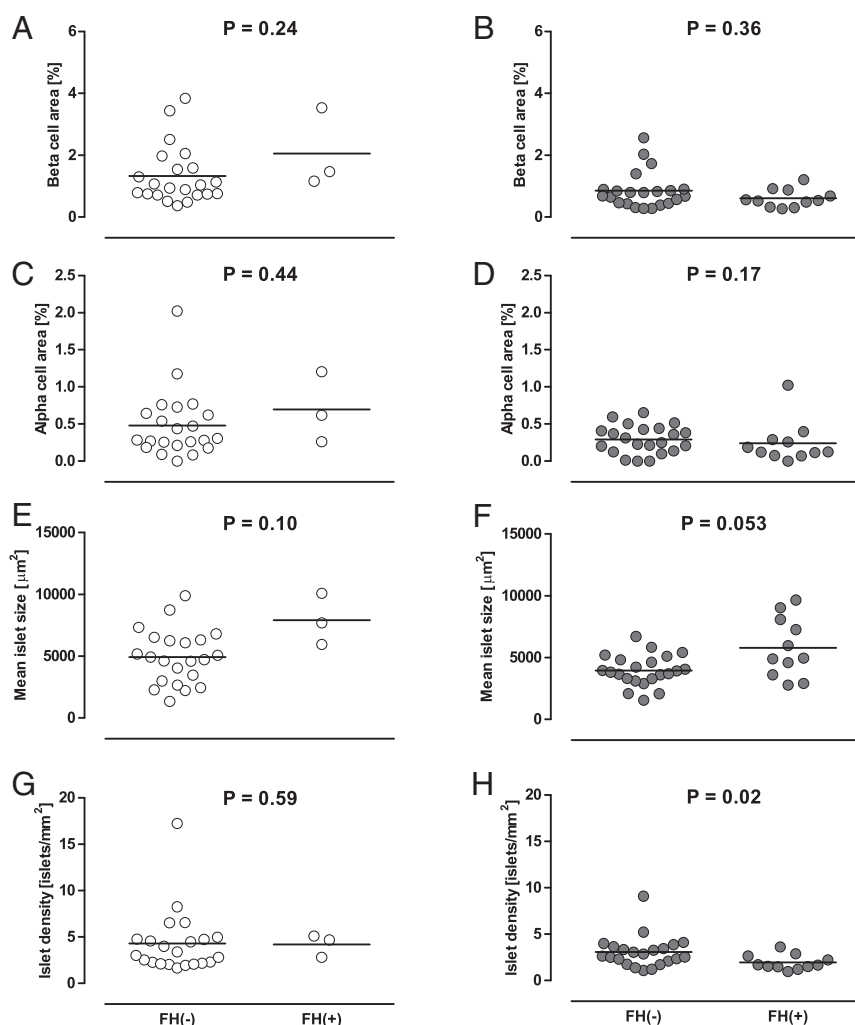 A
P = 0.24
Beta cell area [%]
6
4
2
0
B
P = 0.36
Beta cell area [%]
6
4
2
0
C
P = 0.44
Alpha cell area [%]
2.5
2.0
1.5
1.0
0.5
0.0
D
P = 0.17
Alpha cell area [%]
2.5
2.0
1.5
1.0
0.5
0.0
E
P = 0.10
Mean islet size [μm²]
15000
10000
5000
0
F
P = 0.053
Mean islet size [μm²]
15000
10000
5000
0
G
P = 0.59
Islet density [islets/mm²]
20
15
10
5
0
FH(-) FH(+)
H
P = 0.02
Islet density [islets/mm²]
20
15
10
5
0
FH(-) FH(+)